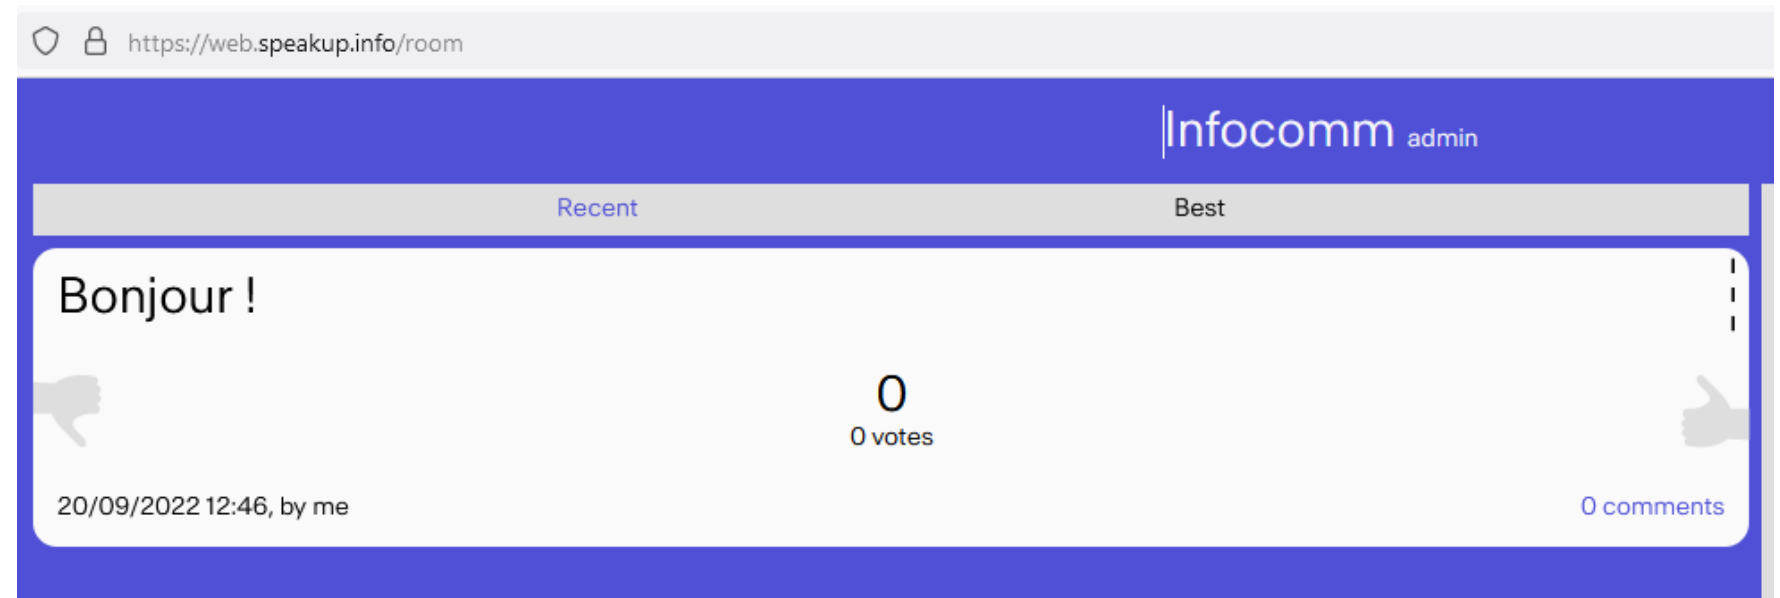 https://web.speakup.info/room
Infocomm admin
Recent Best
Bonjour !
0
0 votes
20/09/2022 12:46, by me 0 comments